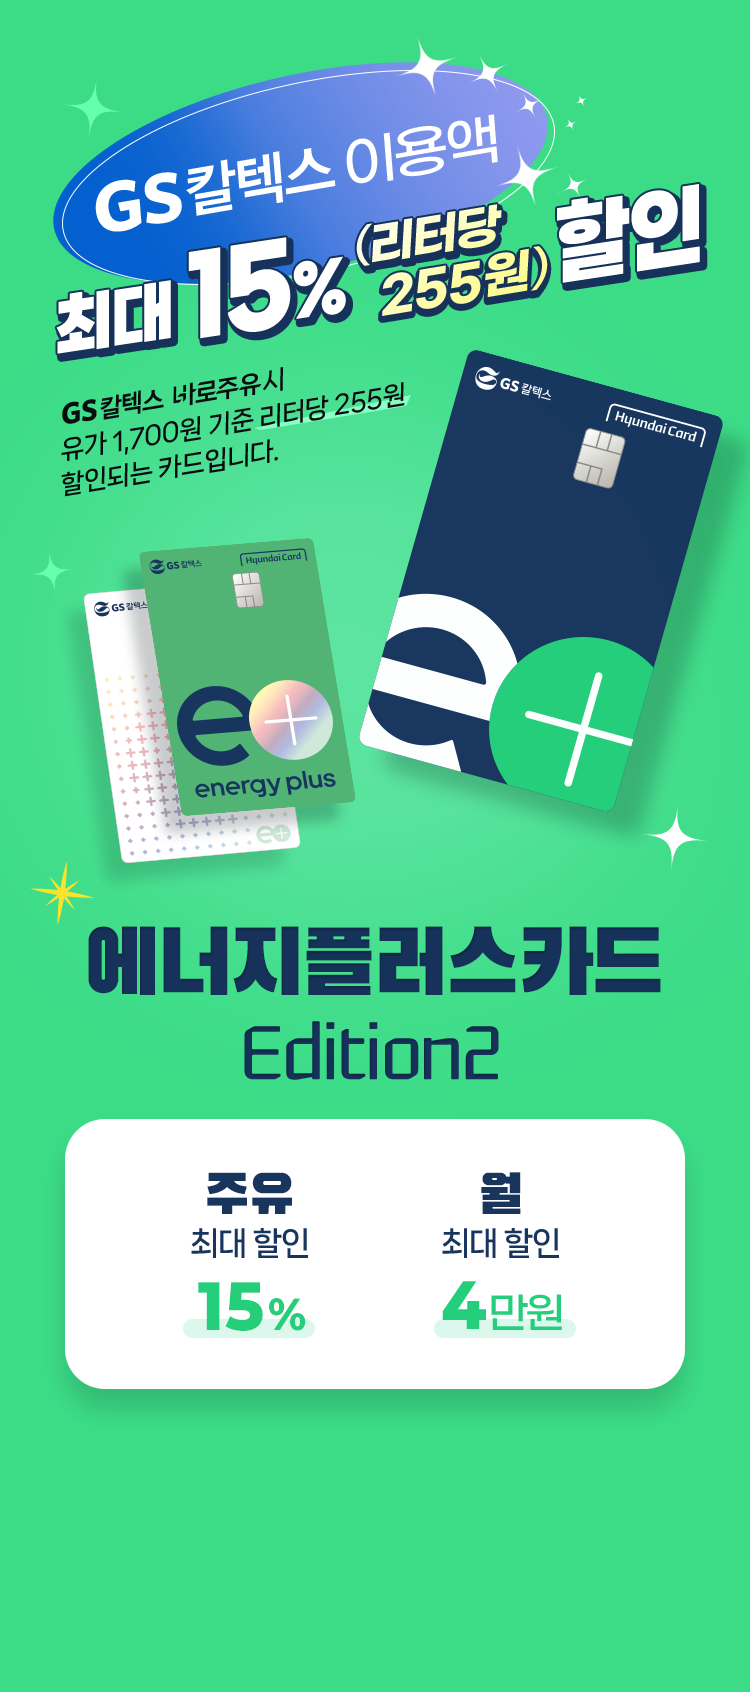 GS칼텍스 이용액
최대 15% (리터당 255원) 할인
GS칼텍스 바로주유시
유가 1,700원 기준 리터당 255원
할인되는 카드입니다.
GS칼텍스
Hyundai Card
GS칼텍스
Hyundai Card
GS칼텍스
energy plus
에너지플러스카드
Edition2
주유
최대 할인
15%
월
최대 할인
4만원